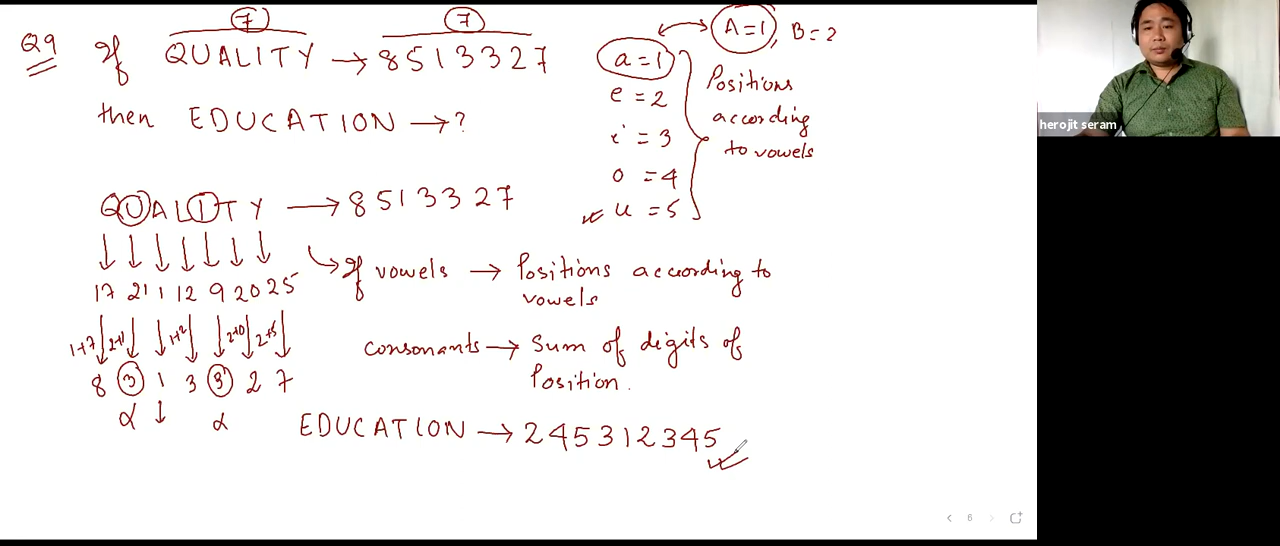 Q9 If QUALITY → 8513327
7
7
then EDUCATION → ?
A=1, B=2
a = 1
e = 2
i = 3
o = 4
u = 5
Positions
according
to vowels
herojit seram
QUALITY → 8513327
17 21 1 12 9 20 25
1+7 2+1 1+2 2+0 2+5
8 3 1 3 2 7
If vowels → Positions according to
vowels
consonants → Sum of digits of
Position.
EDUCATION → 245312345
6